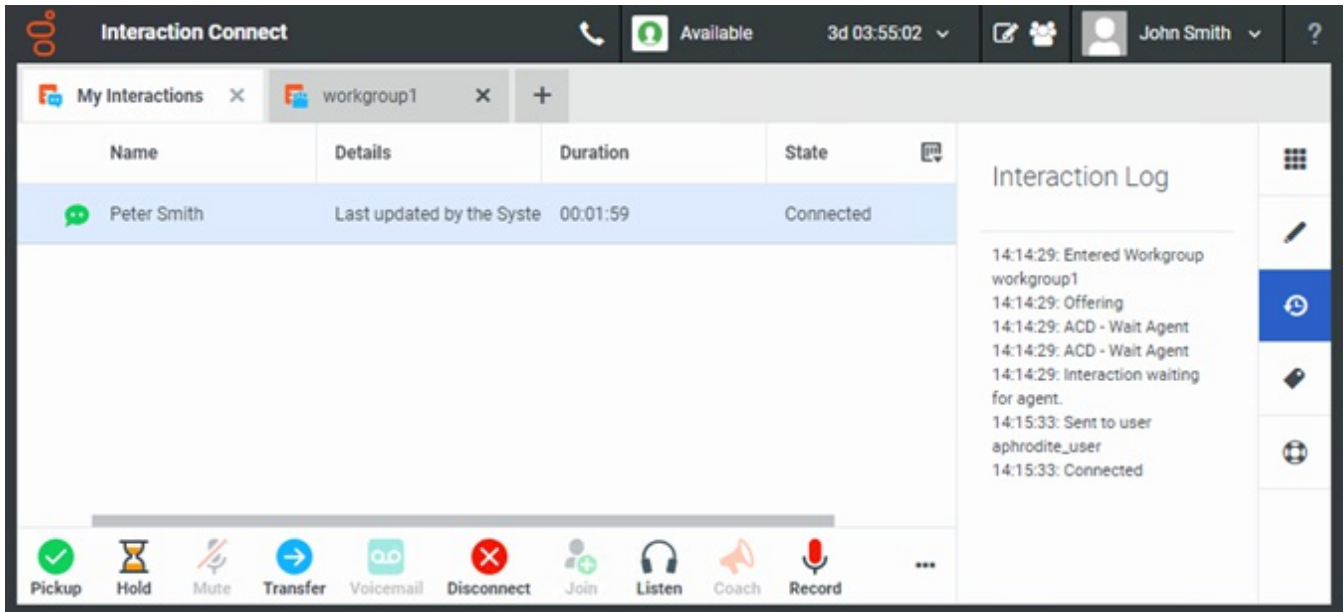 Interaction Connect Available 3d 03:55:02 John Smith ?
My Interactions workgroup1
Name Details Duration State
Peter Smith Last updated by the Syste 00:01:59 Connected
Interaction Log
14:14:29: Entered Workgroup
workgroup1
14:14:29: Offering
14:14:29: ACD - Wait Agent
14:14:29: ACD - Wait Agent
14:14:29: Interaction waiting
for agent.
14:15:33: Sent to user
aphrodite_user
14:15:33: Connected
Pickup Hold Mute Transfer Voicemail Disconnect Join Listen Coach Record